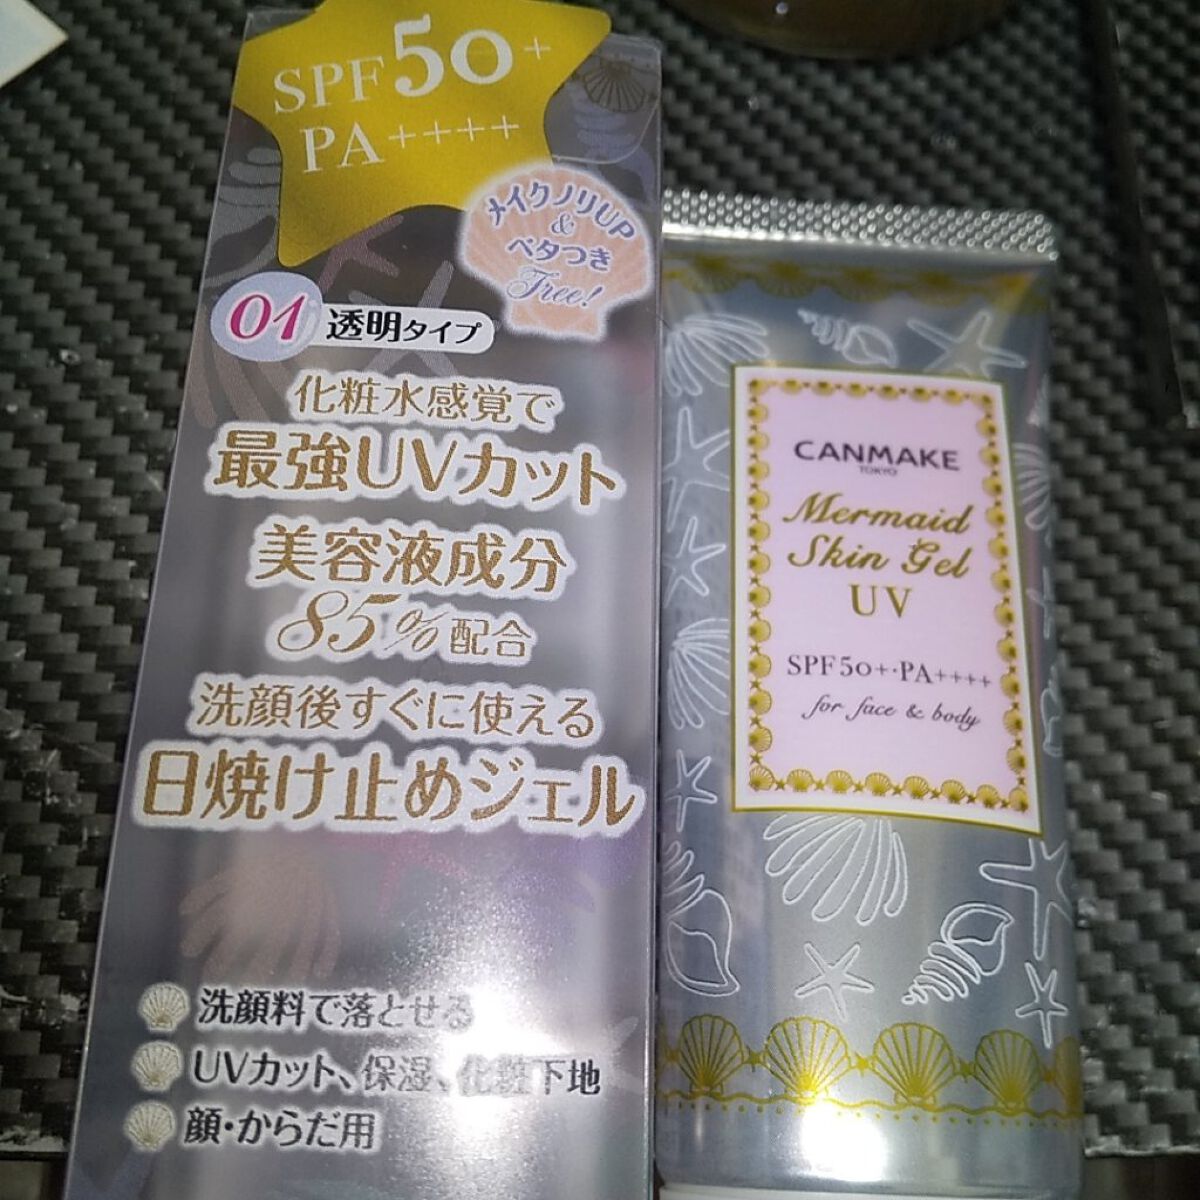 SPF50+
PA++++
メイクノリUP
&
ベタつき
Free!
01 透明タイプ
化粧水感覚で
最強UVカット
美容液成分
85%配合
洗顔後すぐに使える
日焼け止めジェル
洗顔料で落とせる
UVカット、保湿、化粧下地
顔・からだ用
CANMAKE
TOKYO
Mermaid
Skin Gel
UV
SPF50+・PA++++
for face & body